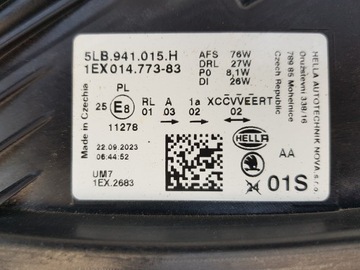 5LB.941.015.H
1EX 014.773-83
AFS 76W
DRL 27W
P0 8,1W
DI 26W
HELLA AUTOTECHNIK NOVA,s.r.o.
Družstevní 338/16
789 85 Mohelnice
Czech Republic
Made in Czechia
PL
25 E8
11278
RL A 1a XCCVVEERT
01 03 02 02
22.09.2023
06:44:52
UM7
1EX.2683
HELLA
AA
01S